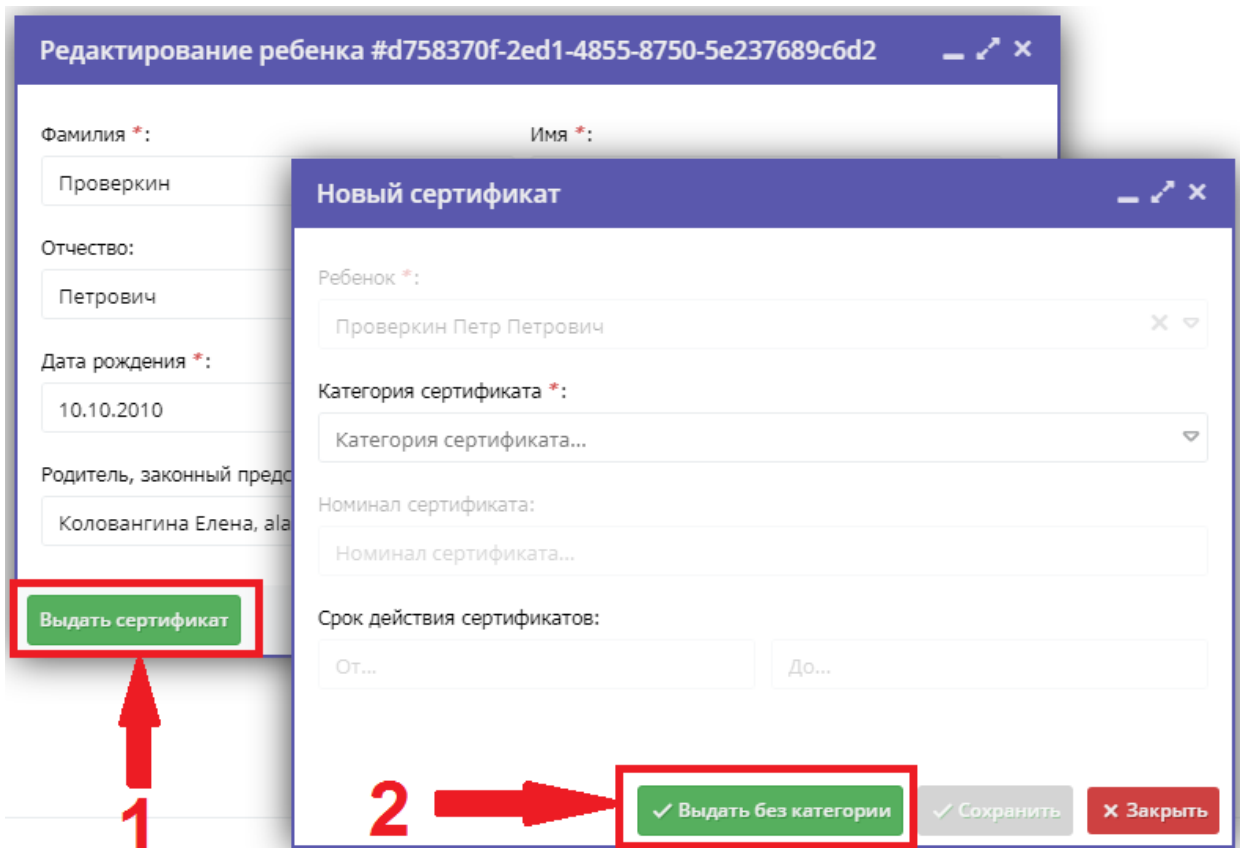 Редактирование ребенка #d758370f-2ed1-4855-8750-5e237689c6d2
Фамилия *:
Имя *:
Проверкин
Отчество:
Петрович
Дата рождения *:
10.10.2010
Родитель, законный предс
Коловангина Елена, ala
Выдать сертификат
1
Новый сертификат
Ребенок *:
Проверкин Петр Петрович
Категория сертификата *:
Категория сертификата...
Номинал сертификата:
Номинал сертификата...
Срок действия сертификатов:
От... До...
2
Выдать без категории Сохранить Закрыть